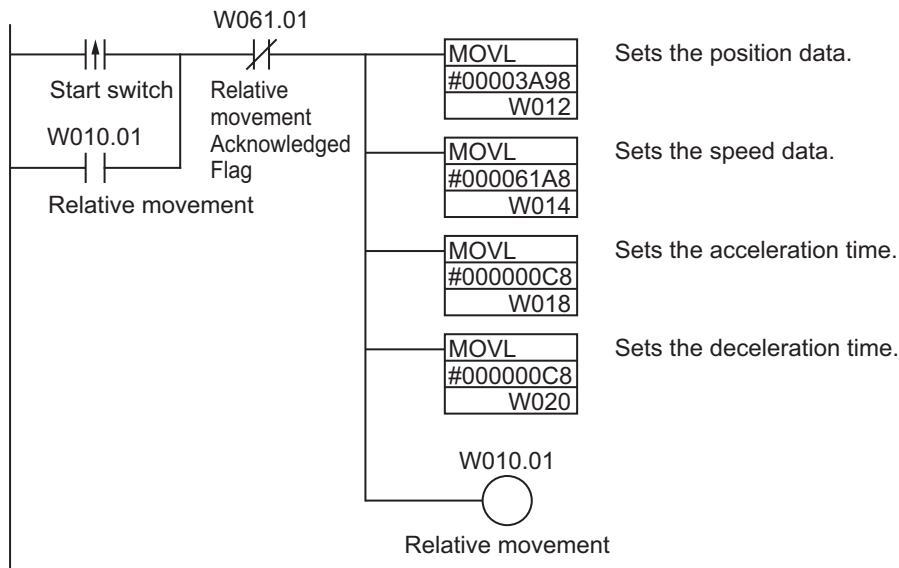 W061.01
Start switch
Relative
movement
Acknowledged
Flag
W010.01
Relative movement
MOVL
#00003A98
W012
Sets the position data.
MOVL
#000061A8
W014
Sets the speed data.
MOVL
#000000C8
W018
Sets the acceleration time.
MOVL
#000000C8
W020
Sets the deceleration time.
W010.01
Relative movement